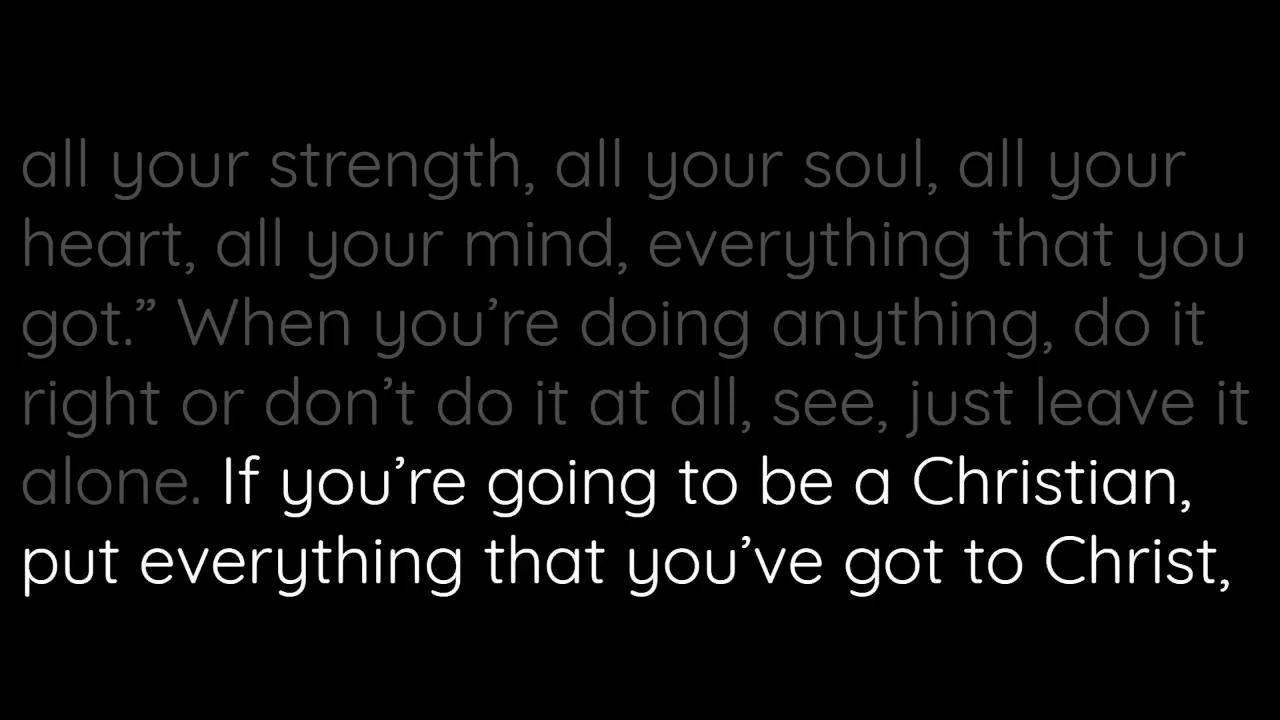 all your strength, all your soul, all your
heart, all your mind, everything that you
got.” When you’re doing anything, do it
right or don’t do it at all, see, just leave it
alone. If you’re going to be a Christian,
put everything that you’ve got to Christ,